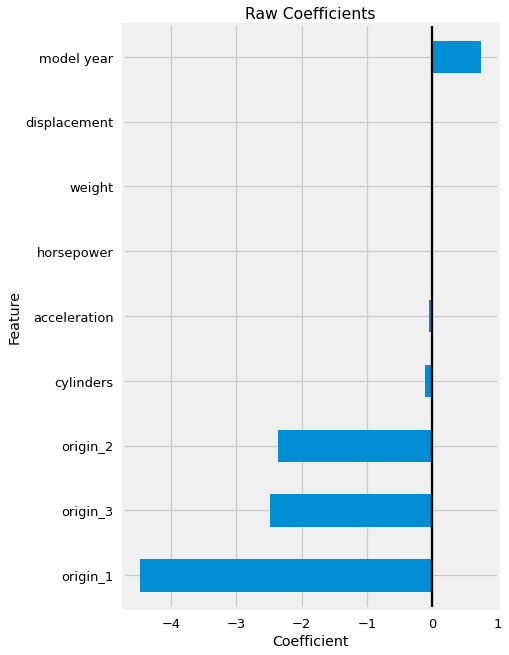 Raw Coefficients
model year
displacement
weight
horsepower
acceleration
cylinders
origin_2
origin_3
origin_1
Feature
−4
−3
−2
−1
0
1
Coefficient